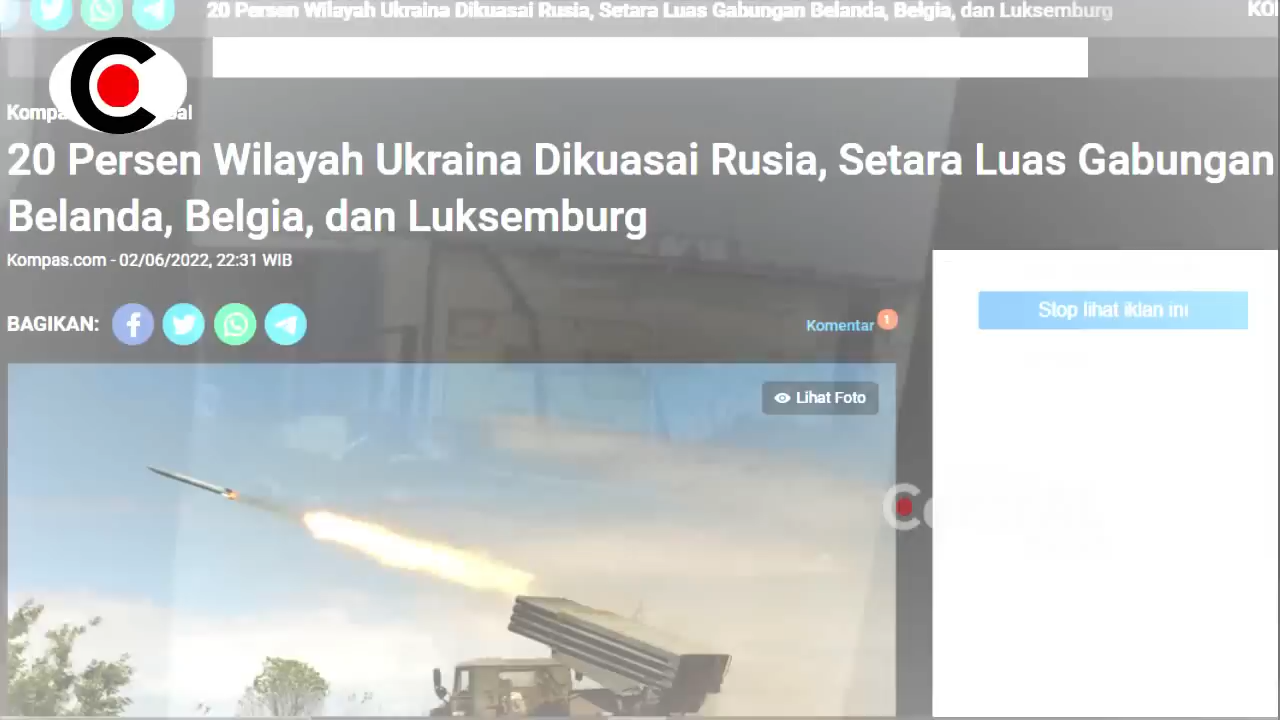 20 Persen Wilayah Ukraina Dikuasai Rusia, Setara Luas Gabungan Belanda, Belgia, dan Luksemburg
20 Persen Wilayah Ukraina Dikuasai Rusia, Setara Luas Gabungan
Belanda, Belgia, dan Luksemburg
Kompas.com - 02/06/2022, 22:31 WIB
BAGIKAN:
Komentar 1
Stop lihat iklan ini
Lihat Foto